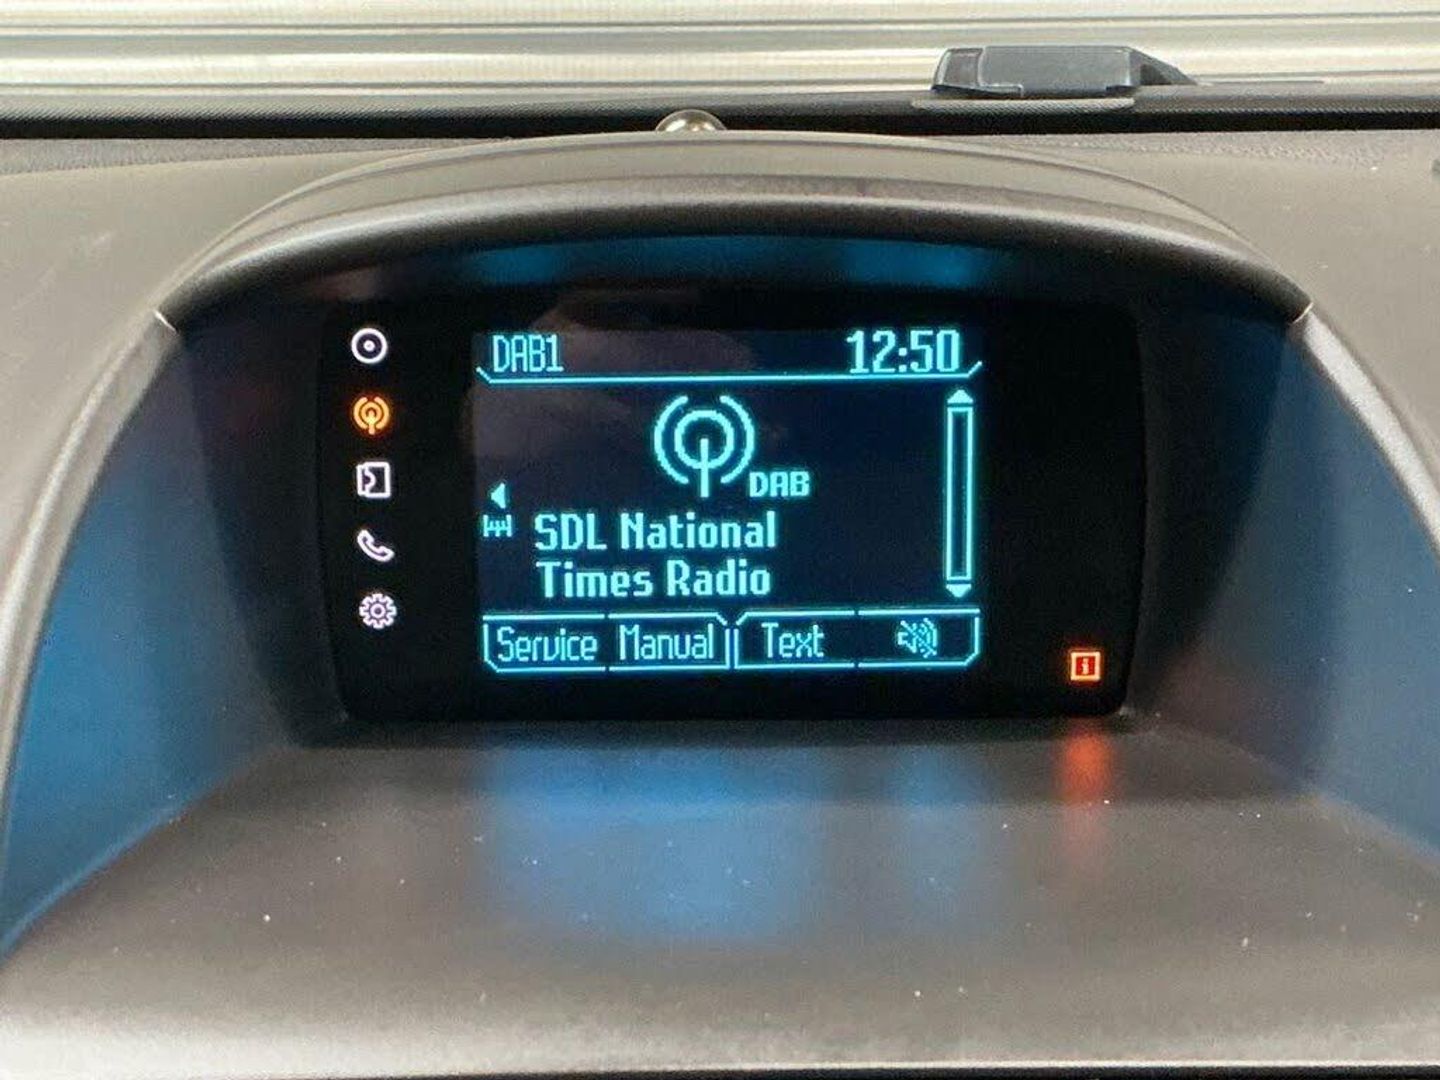 DAB1 12:50
DAB
SDL National
Times Radio
Service Manual Text
i